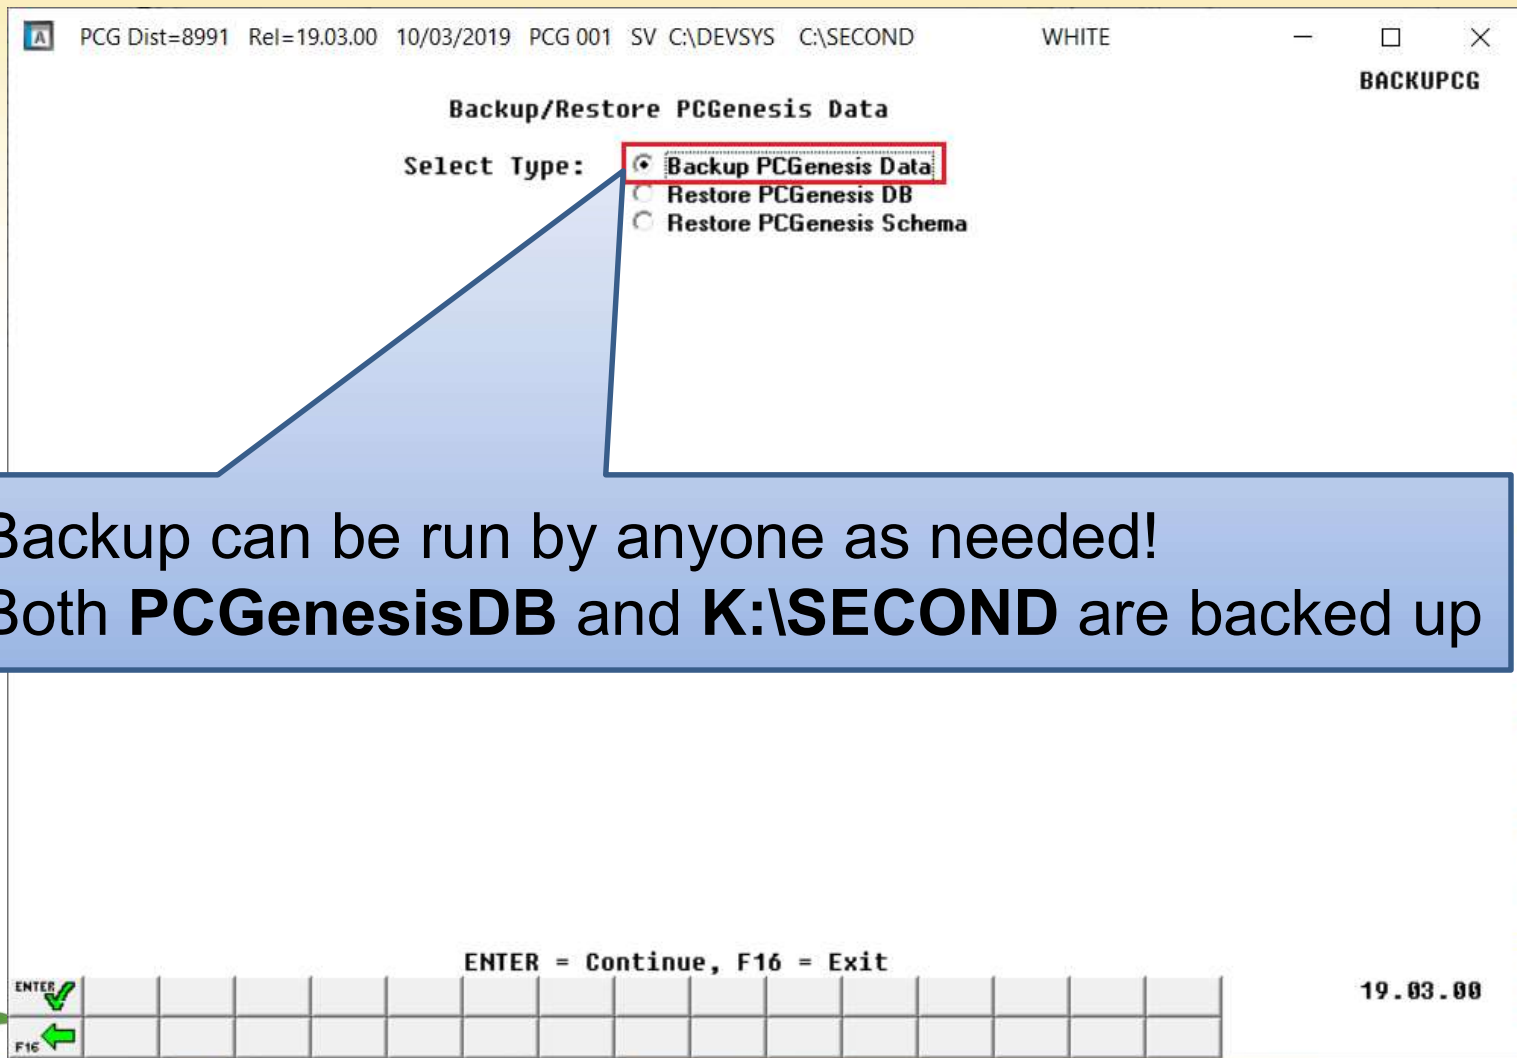 A PCG Dist=8991 Rel=19.03.00 10/03/2019 PCG 001 SV C:\DEVSYS C:\SECOND WHITE
BACKUPCG
Backup/Restore PCGenesis Data
Select Type: Backup PCGenesis Data
Restore PCGenesis DB
Restore PCGenesis Schema
Backup can be run by anyone as needed!
Both PCGenesisDB and K:\SECOND are backed up
ENTER = Continue, F16 = Exit
ENTER
19.03.00
F16